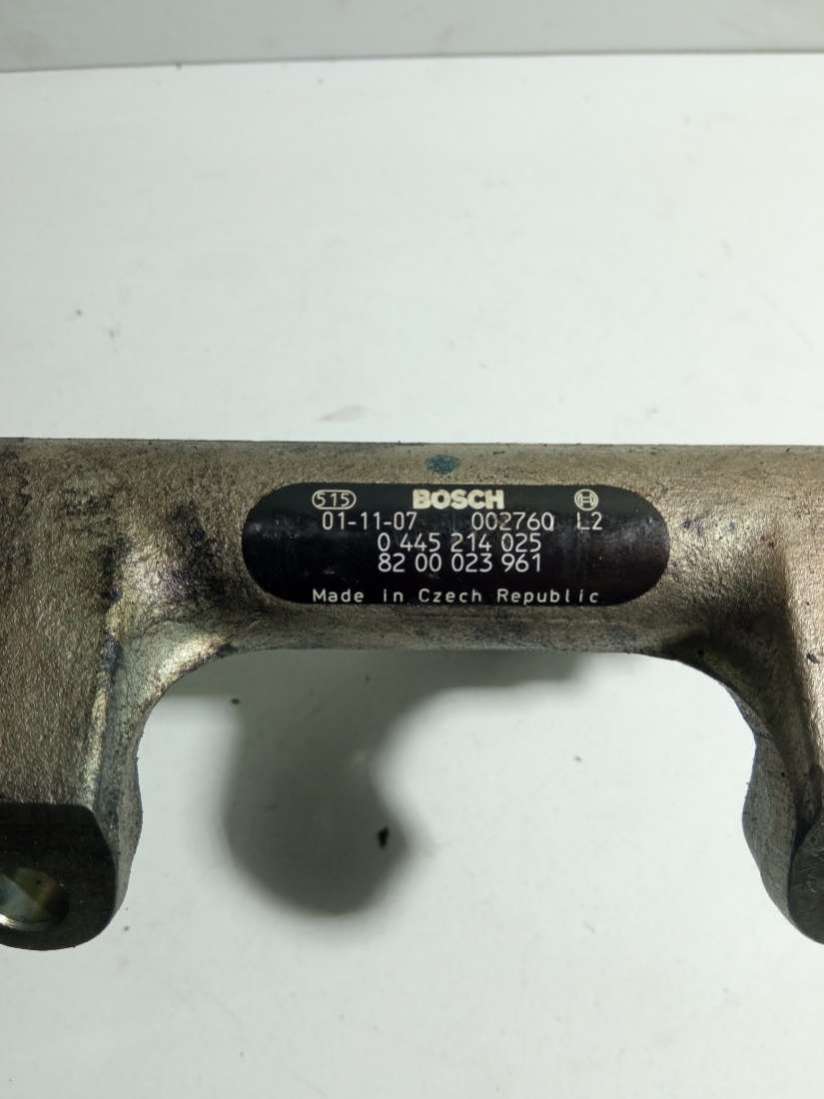 515 BOSCH
01-11-07 002760 L2
0 445 214 025
82 00 023 961
Made in Czech Republic